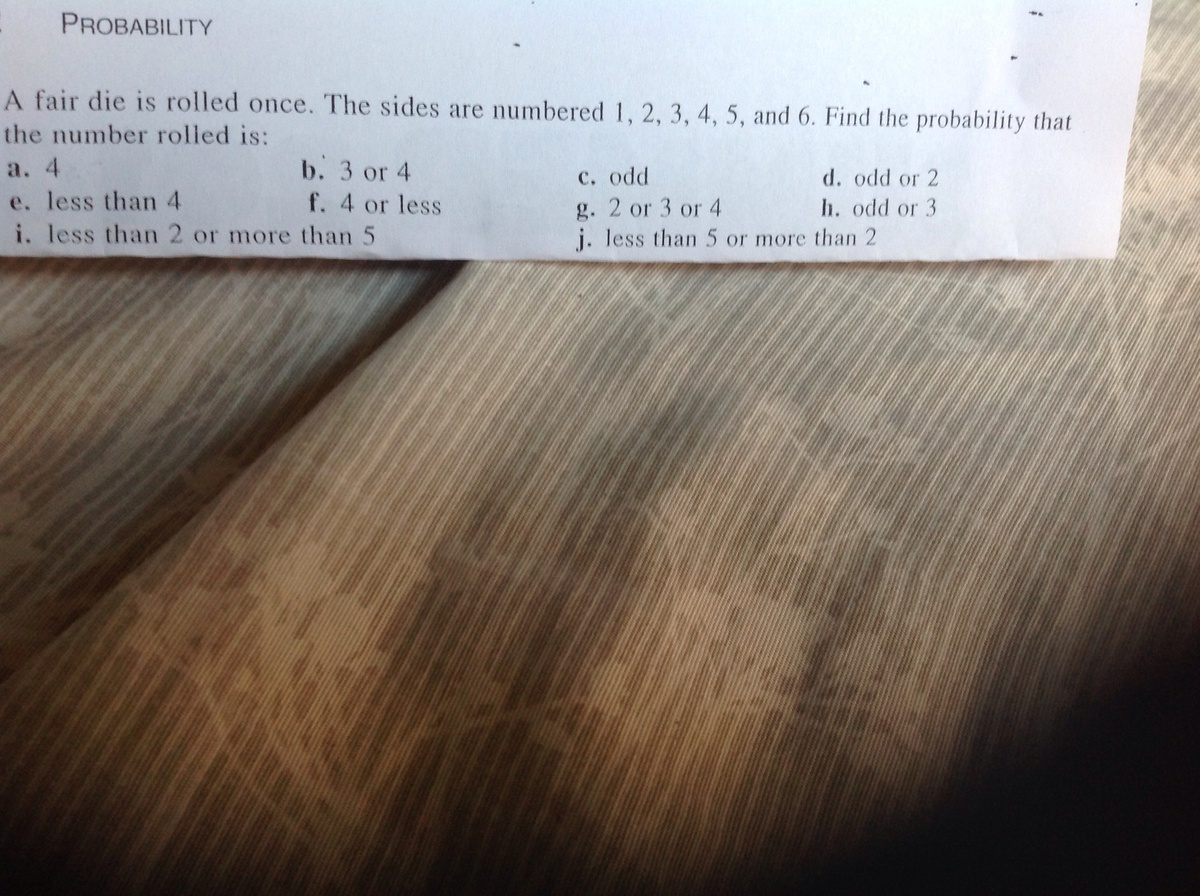 PROBABILITY
A fair die is rolled once. The sides are numbered 1, 2, 3, 4, 5, and 6. Find the probability that
the number rolled is:
a. 4 b. 3 or 4 c. odd d. odd or 2
e. less than 4 f. 4 or less g. 2 or 3 or 4 h. odd or 3
i. less than 2 or more than 5 j. less than 5 or more than 2